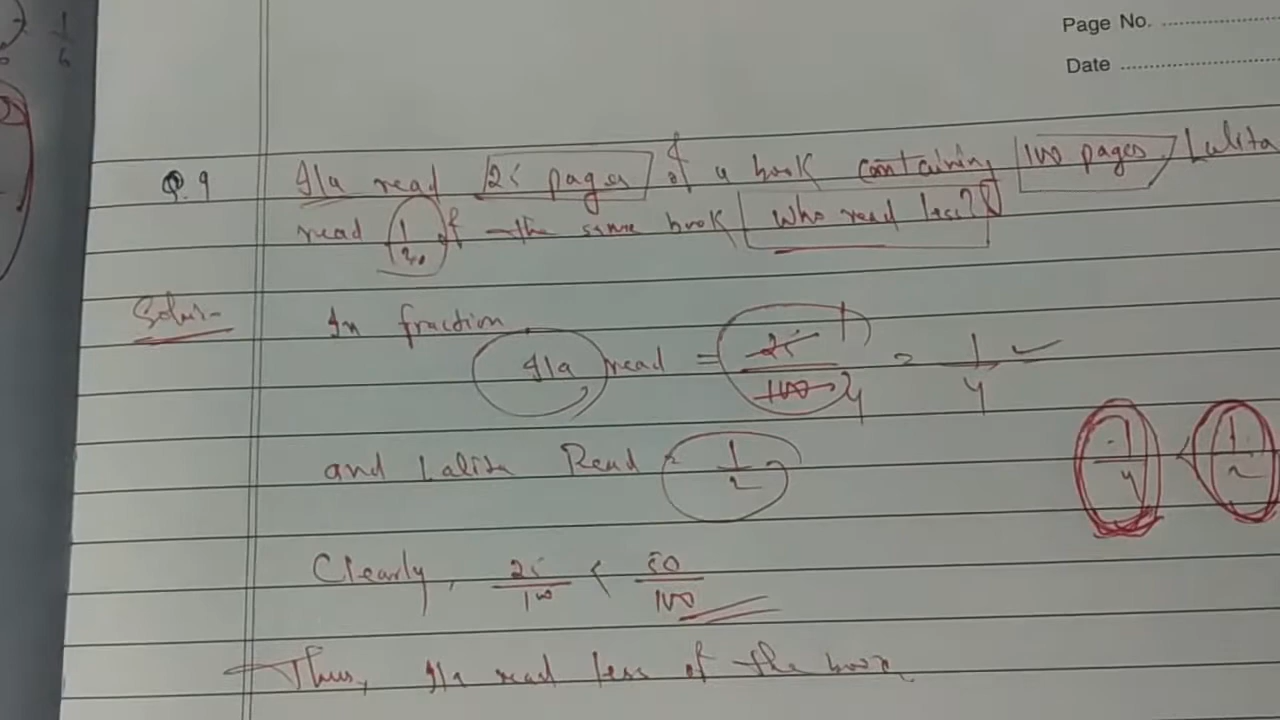 Page No. ..................
Date ..................
Q.9 Ila read 25 pages of a book containing 100 pages, Lalita
read 1/2 of the same book who read less?
Solu:- In fraction
Ila read = 25/100 = 1/4
1/4 < 1/2
and Lalita Read = 1/2
Clearly, 25/100 < 50/100
Thus, Ila read less of the book